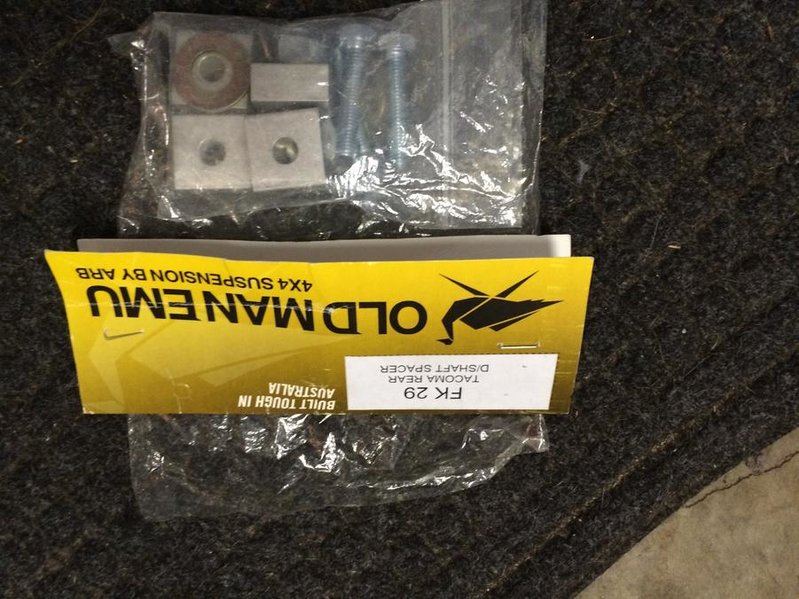 OLD MAN EMU
4X4 SUSPENSION BY ARB
FK 29
TACOMA REAR
D/SHAFT SPACER
BUILT TOUGH IN
AUSTRALIA